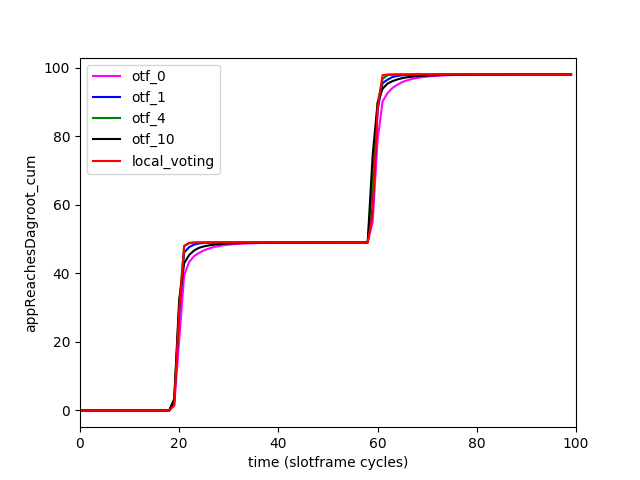 100
80
60
40
20
0
appReachesDagroot_cum
otf_0
otf_1
otf_4
otf_10
local_voting
0 20 40 60 80 100
time (slotframe cycles)